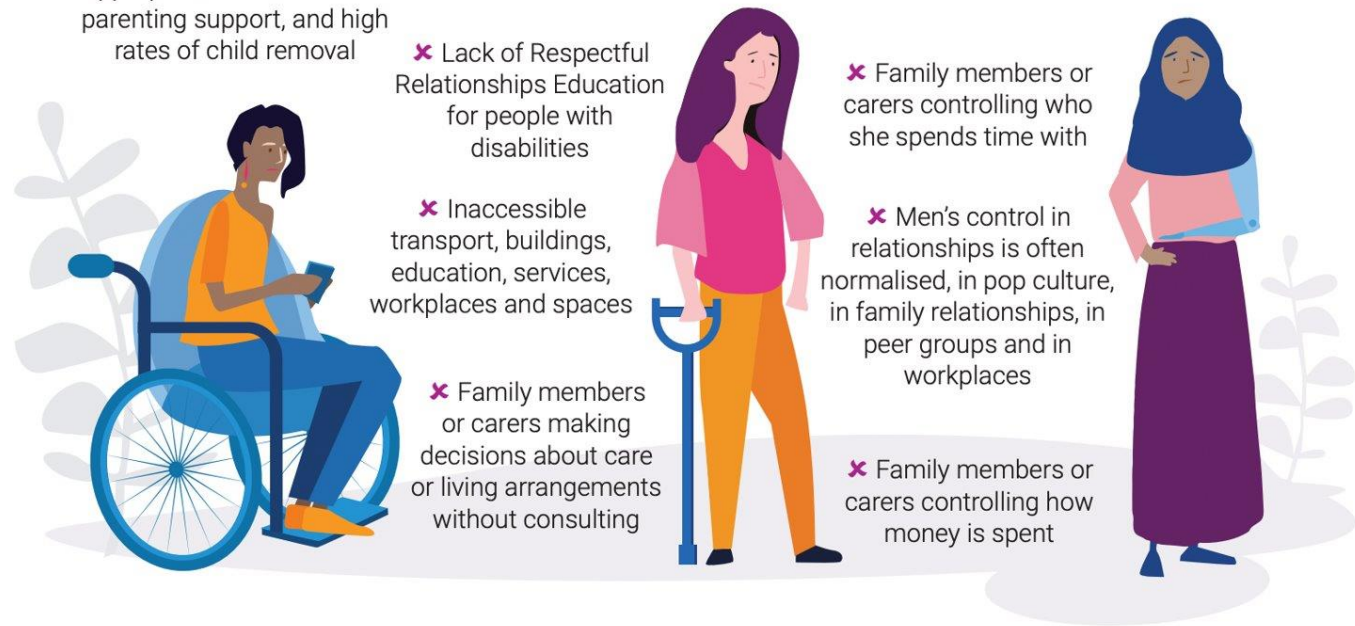 parenting support, and high
rates of child removal
✘ Lack of Respectful
Relationships Education
for people with
disabilities
✘ Inaccessible
transport, buildings,
education, services,
workplaces and spaces
✘ Family members
or carers making
decisions about care
or living arrangements
without consulting
✘ Family members or
carers controlling who
she spends time with
✘ Men’s control in
relationships is often
normalised, in pop culture,
in family relationships, in
peer groups and in
workplaces
✘ Family members or
carers controlling how
money is spent